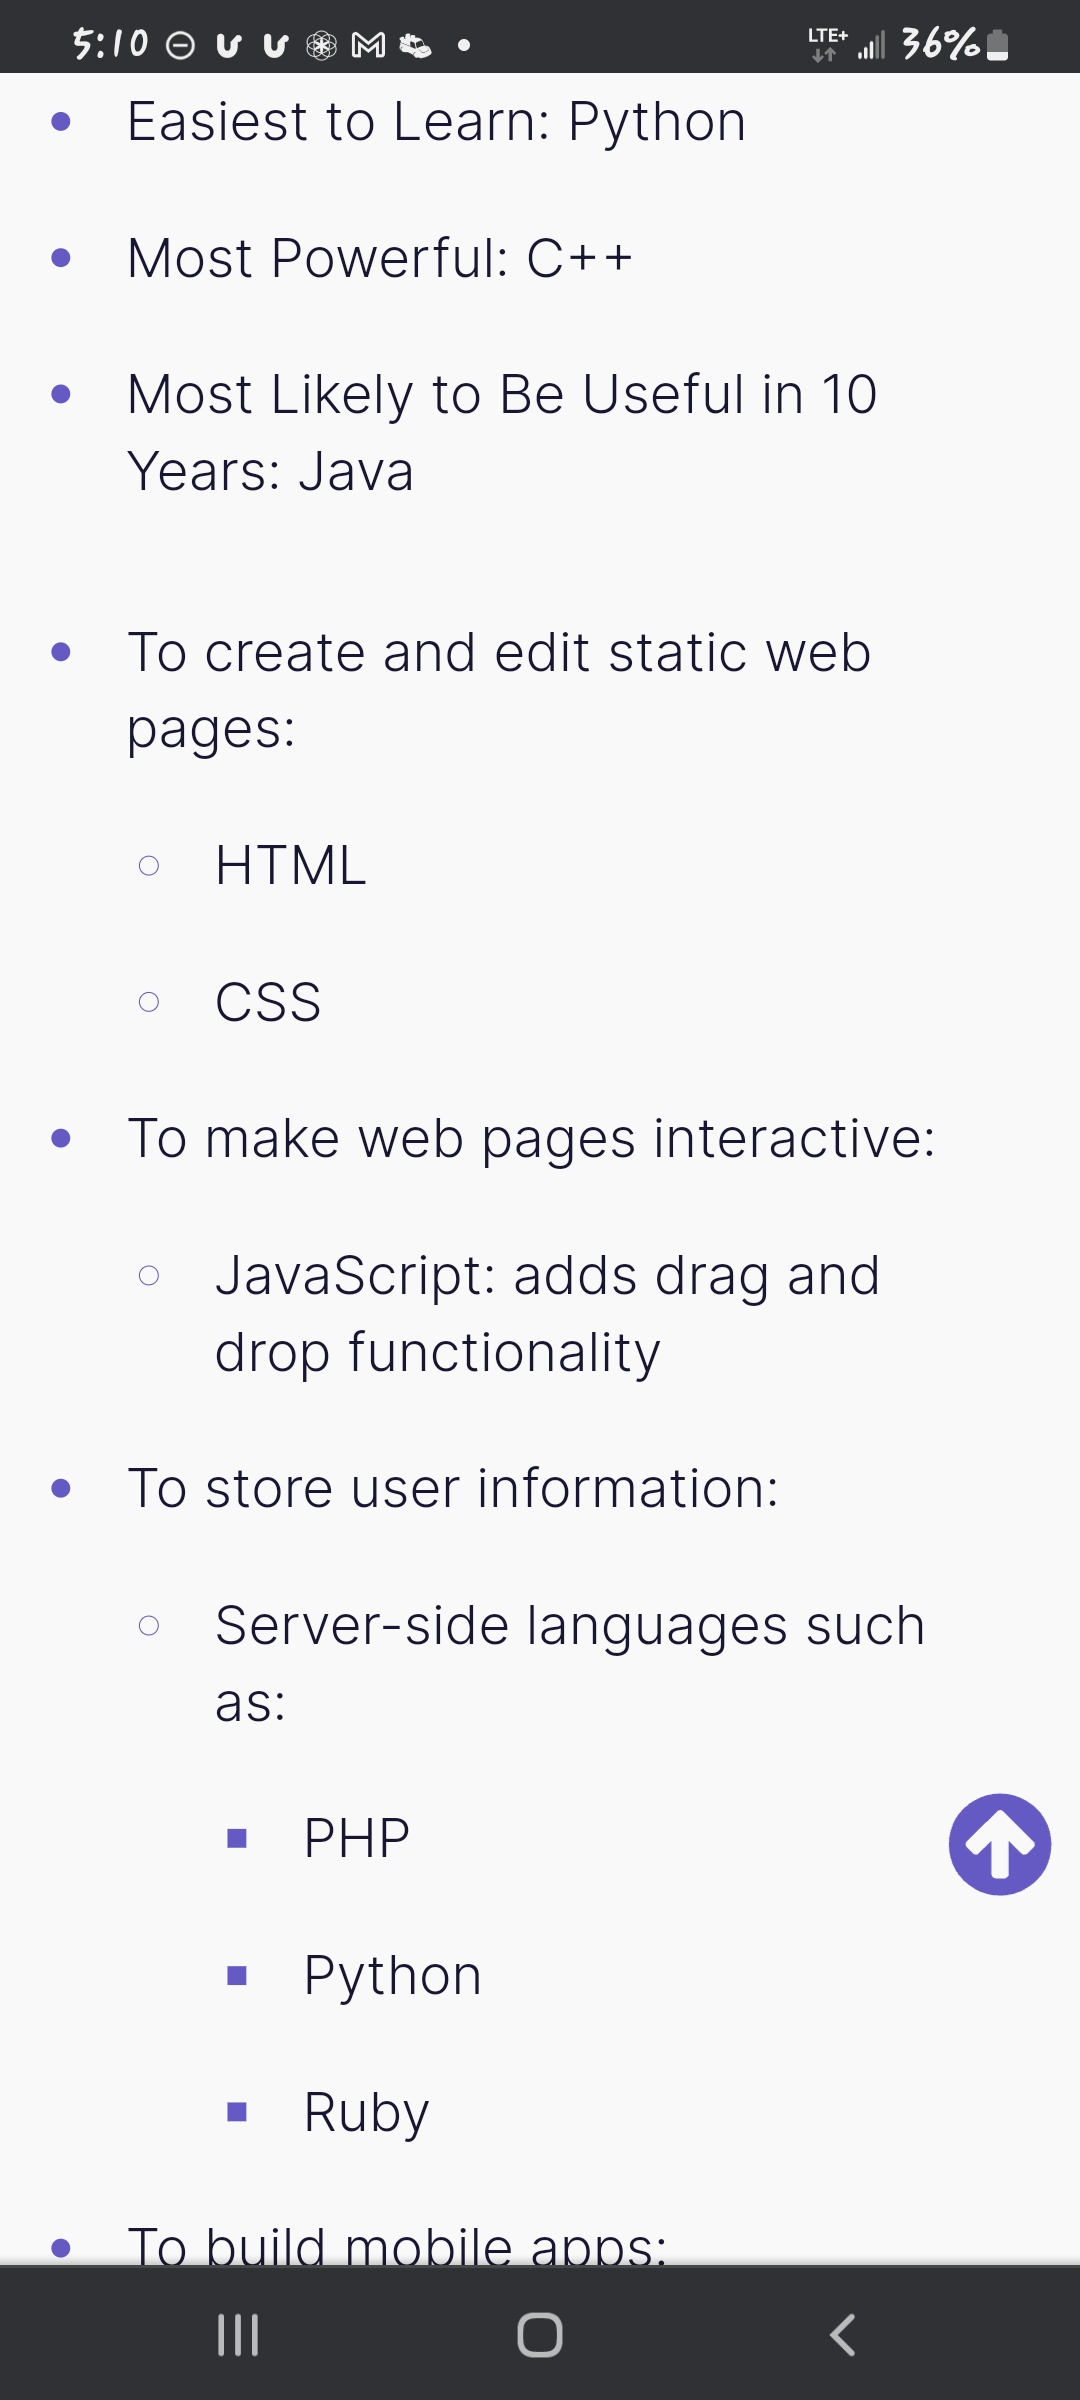 5:10 LTE+ 36%
Easiest to Learn: Python
Most Powerful: C++
Most Likely to Be Useful in 10
Years: Java
To create and edit static web
pages:
HTML
CSS
To make web pages interactive:
JavaScript: adds drag and
drop functionality
To store user information:
Server-side languages such
as:
PHP
Python
Ruby
To build mobile apps: